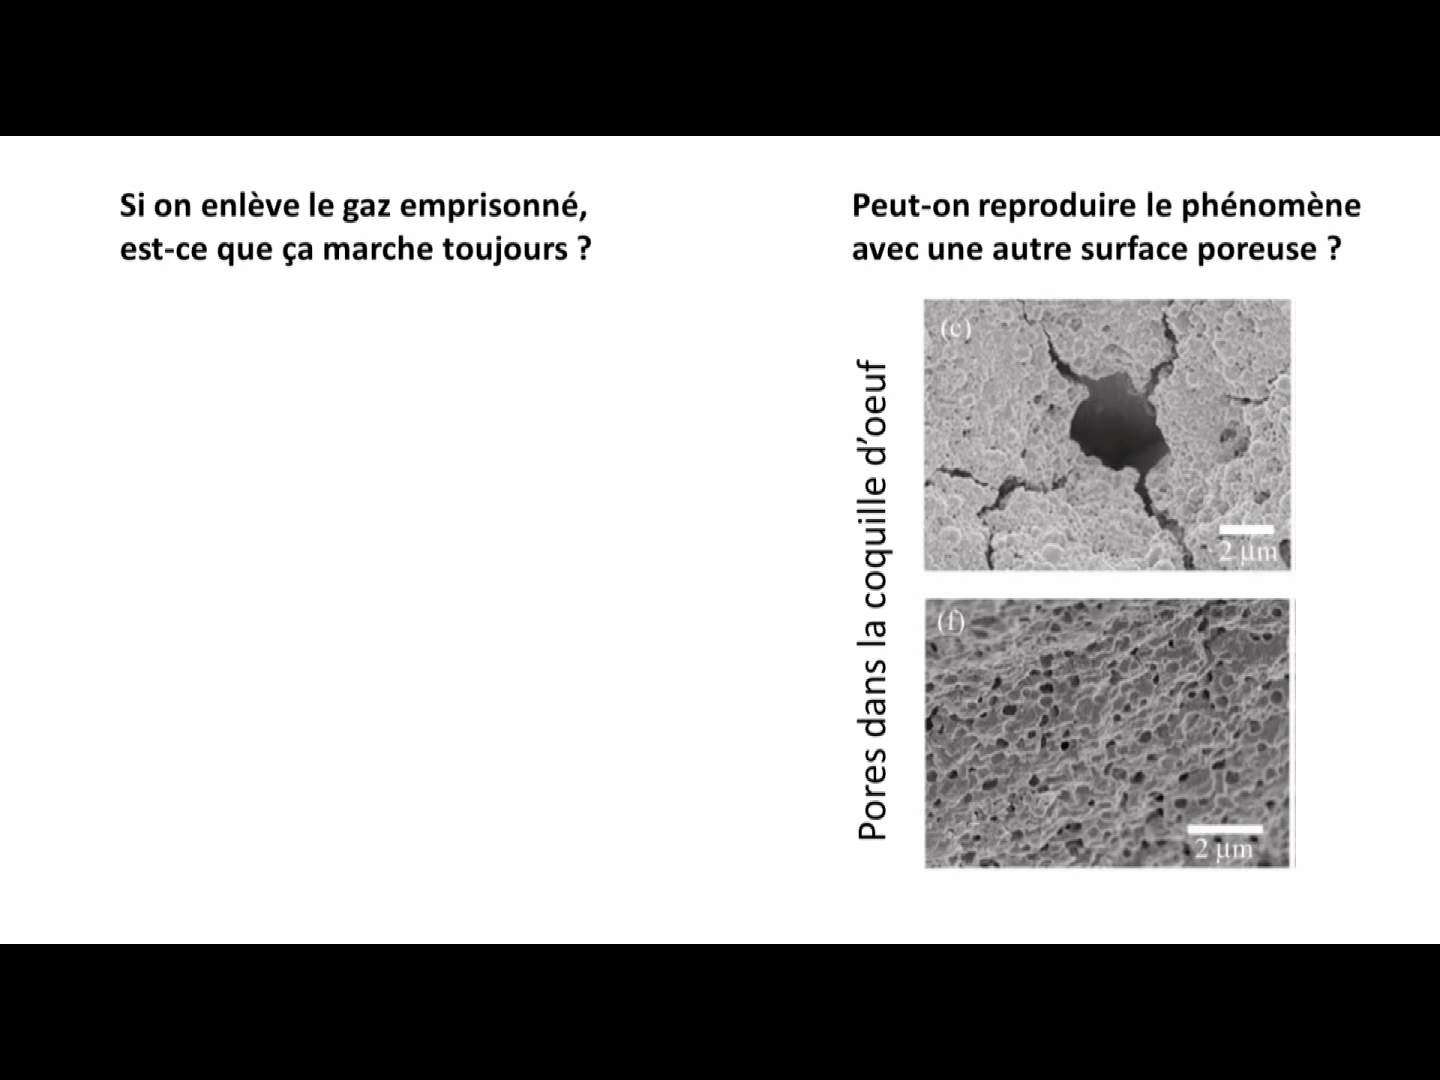 Si on enlève le gaz emprisonné,
est-ce que ça marche toujours ?
Peut-on reproduire le phénomène
avec une autre surface poreuse ?
Pores dans la coquille d'oeuf
(c)
2 µm
(f)
2 µm